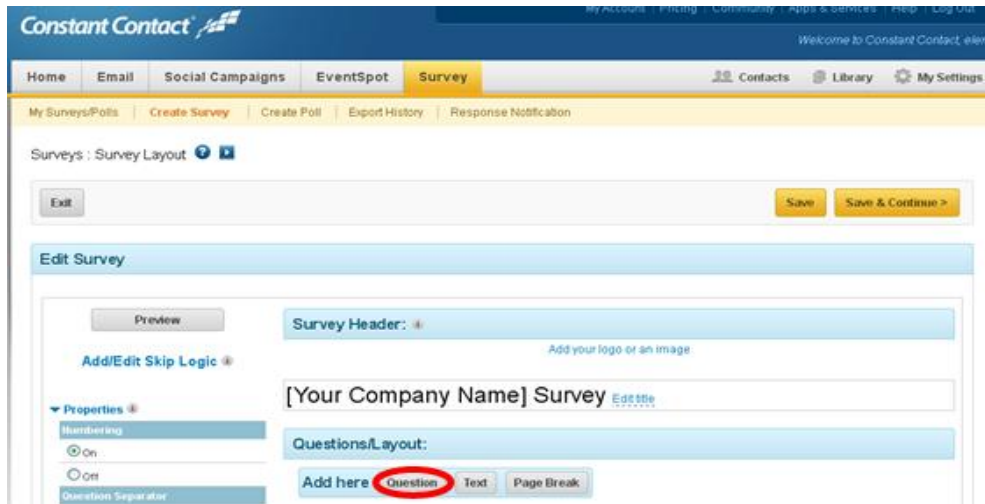 My Account | Pricing | Community | Apps & Services | Help | Log Out
Constant Contact
Welcome to Constant Contact,
Home Email Social Campaigns EventSpot Survey Contacts Library My Settings
My Surveys/Polls | Create Survey | Create Poll | Export History | Response Notification
Surveys : Survey Layout
Exit Save Save & Continue >
Edit Survey
Preview Survey Header:
Add your logo or an image
Add/Edit Skip Logic
[Your Company Name] Survey Edit title
Properties
Numbering
On Questions/Layout:
Off
Add here Question Text Page Break
Question Separator